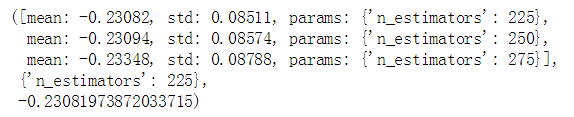 ([mean: -0.23082, std: 0.08511, params: {'n_estimators': 225},
mean: -0.23094, std: 0.08574, params: {'n_estimators': 250},
mean: -0.23348, std: 0.08788, params: {'n_estimators': 275}],
{'n_estimators': 225},
-0.23081973872033715)